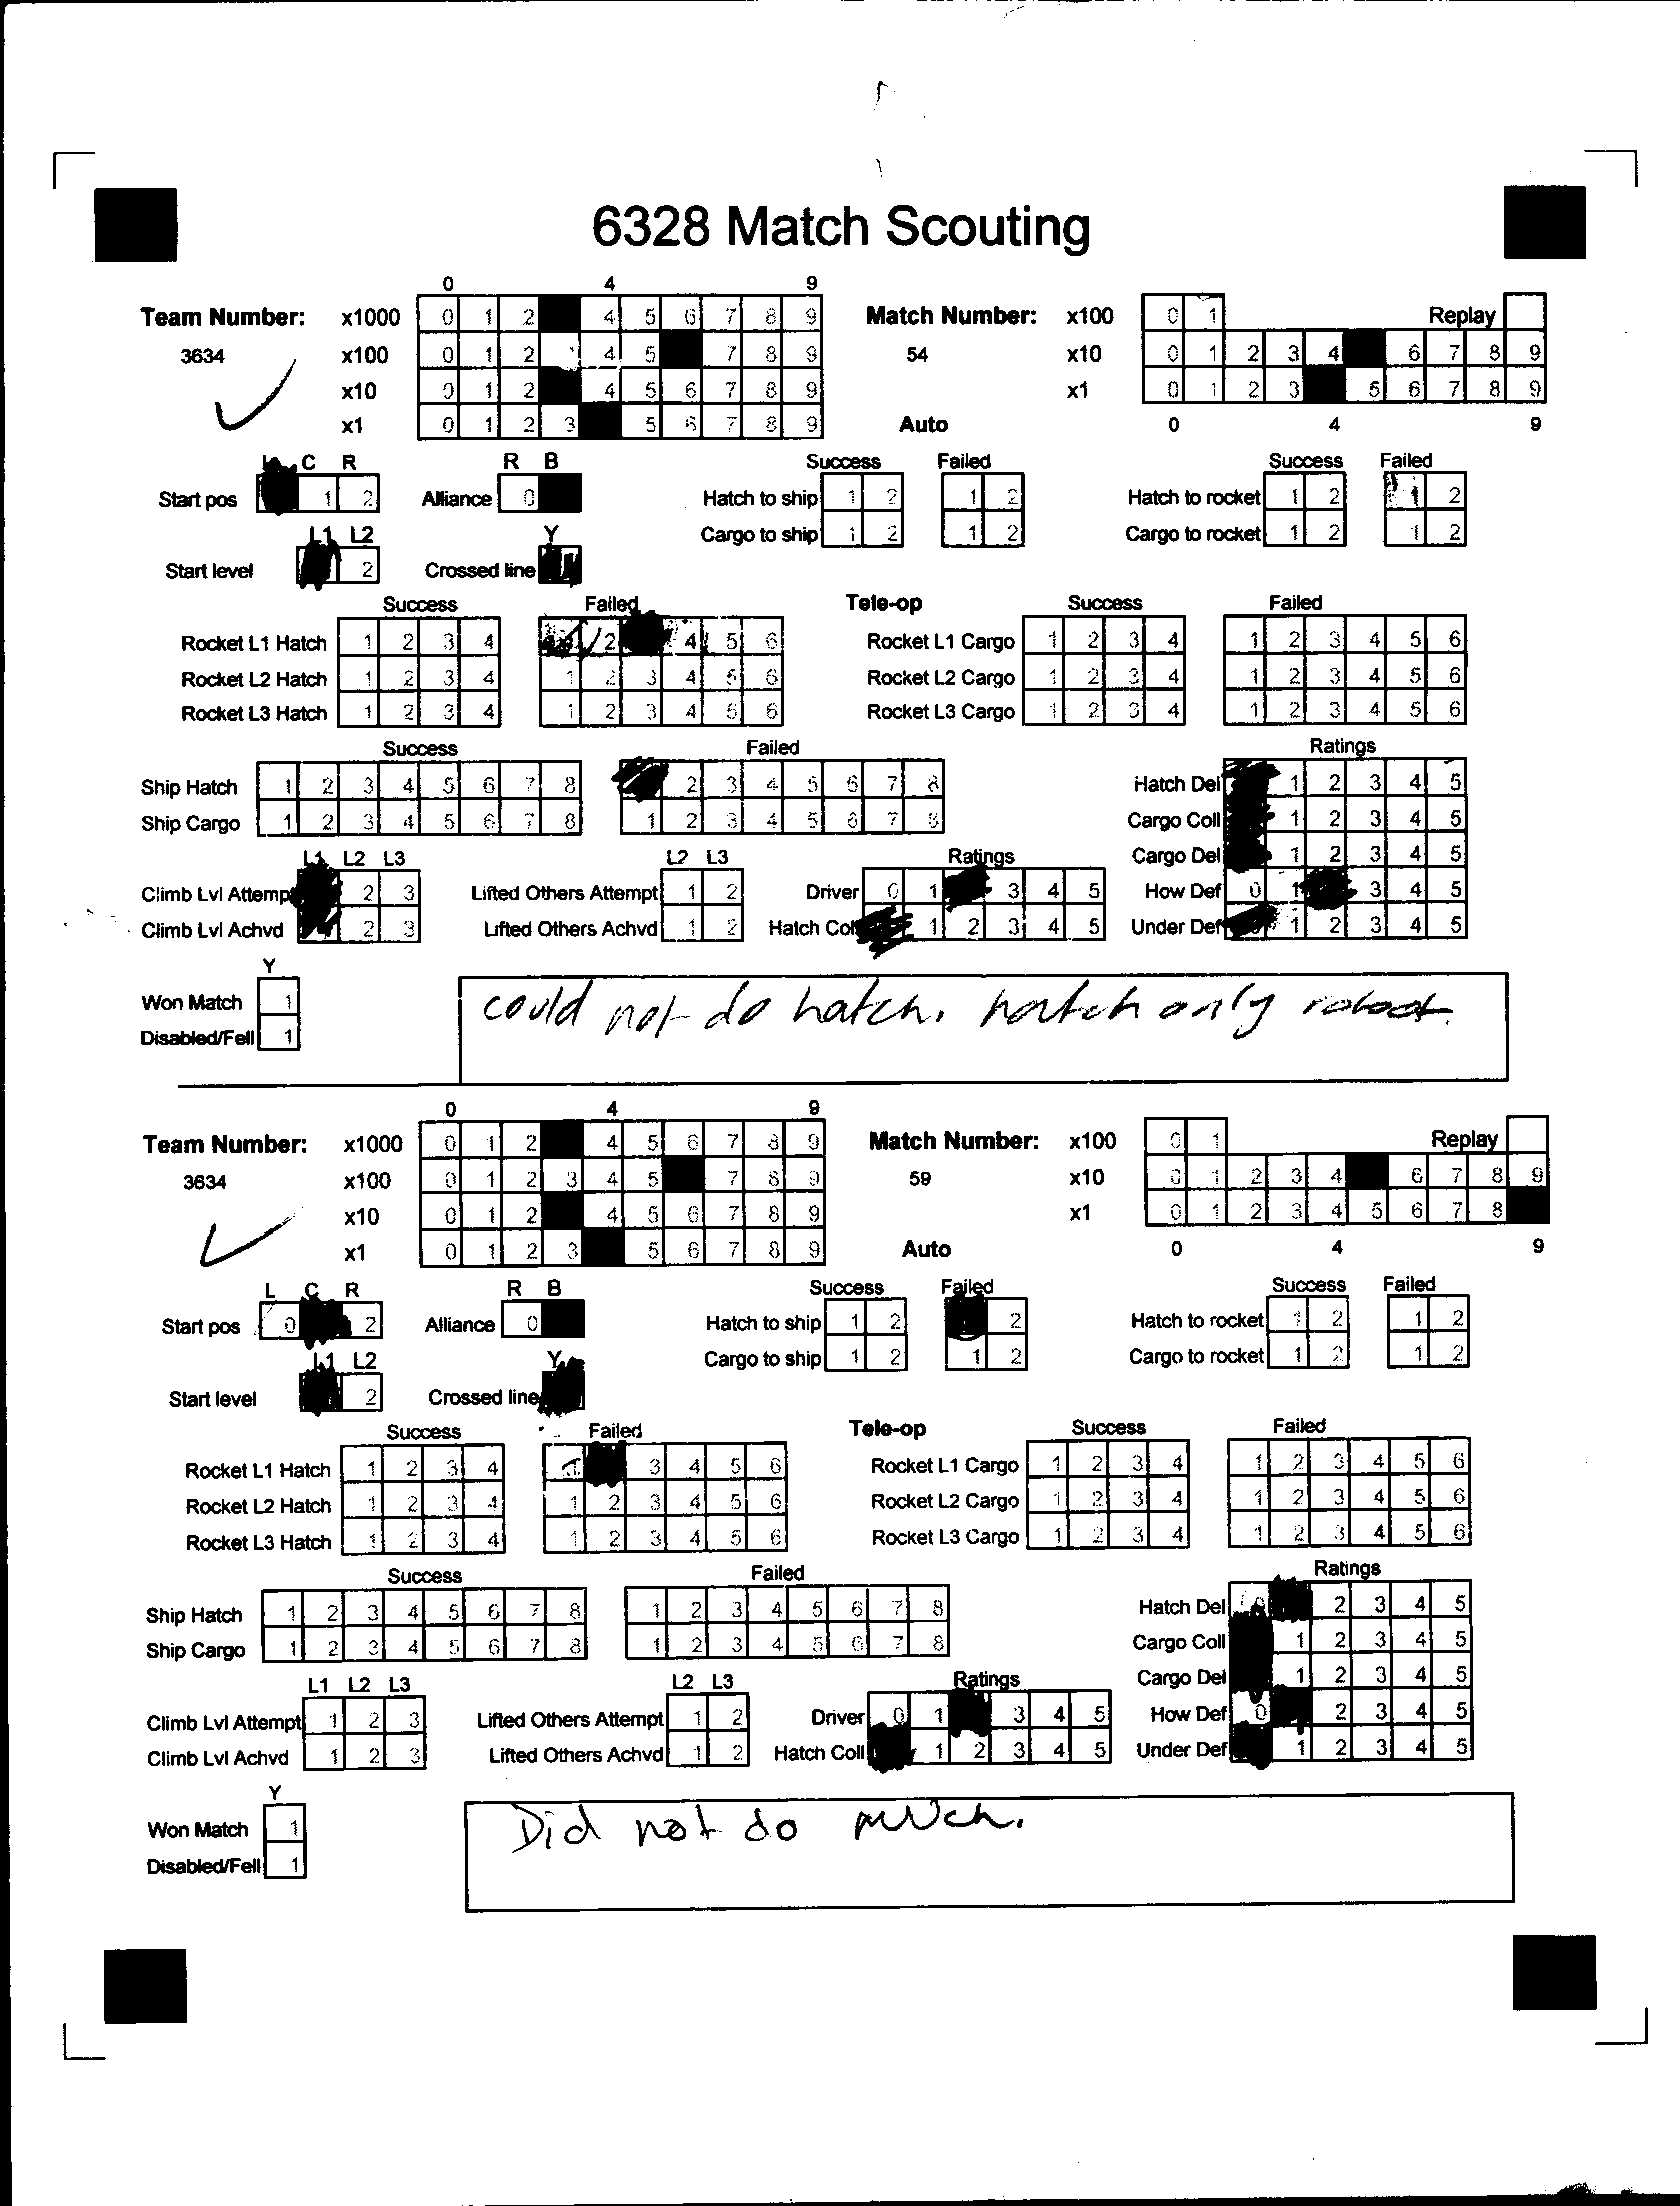 6328 Match Scouting
0 4 9
Team Number: x1000 0 1 2 4 5 6 7 8 9 Match Number: x100 0 1 Replay
3634 x100 0 1 2 4 5 7 8 9 54 x10 0 1 2 3 4 6 7 8 9
x10 0 1 2 4 5 6 7 8 9 x1 0 1 2 3 5 6 7 8 9
x1 0 1 2 3 5 6 7 8 9 Auto 0 4 9
C R R B Success Failed Success Failed
Start pos 1 2 Alliance 0 Hatch to ship 1 2 1 2 Hatch to rocket 1 2 1 2
L1 L2 Y Cargo to ship 1 2 1 2 Cargo to rocket 1 2 1 2
Start level 2 Crossed line
Success Failed Tele-op Success Failed
Rocket L1 Hatch 1 2 3 4 2 4 5 6 Rocket L1 Cargo 1 2 3 4 1 2 3 4 5 6
Rocket L2 Hatch 1 2 3 4 1 2 3 4 5 6 Rocket L2 Cargo 1 2 3 4 1 2 3 4 5 6
Rocket L3 Hatch 1 2 3 4 1 2 3 4 5 6 Rocket L3 Cargo 1 2 3 4 1 2 3 4 5 6
Success Failed Ratings
Ship Hatch 1 2 3 4 5 6 7 8 2 3 4 5 6 7 8 Hatch Del 1 2 3 4 5
Ship Cargo 1 2 3 4 5 6 7 8 1 2 3 4 5 6 7 8 Cargo Coll 1 2 3 4 5
L1 L2 L3 L2 L3 Ratings Cargo Del 1 2 3 4 5
Climb Lvl Attempt 2 3 Lifted Others Attempt 1 2 Driver 0 1 3 4 5 How Def 0 1 3 4 5
Climb Lvl Achvd 2 3 Lifted Others Achvd 1 2 Hatch Coll 1 2 3 4 5 Under Def 1 2 3 4 5
Y
Won Match 1 could not do hatch. hatch only robot.
Disabled/Fell 1
0 4 9
Team Number: x1000 0 1 2 4 5 6 7 8 9 Match Number: x100 0 1 Replay
3634 x100 0 1 2 3 4 5 7 8 9 59 x10 0 1 2 3 4 6 7 8 9
x10 0 1 2 4 5 6 7 8 9 x1 0 1 2 3 4 5 6 7 8
x1 0 1 2 3 5 6 7 8 9 Auto 0 4 9
L C R R B Success Failed Success Failed
Start pos 0 2 Alliance 0 Hatch to ship 1 2 2 Hatch to rocket 1 2 1 2
L1 L2 Y Cargo to ship 1 2 1 2 Cargo to rocket 1 2 1 2
Start level 2 Crossed line
Success Failed Tele-op Success Failed
Rocket L1 Hatch 1 2 3 4 1 3 4 5 6 Rocket L1 Cargo 1 2 3 4 1 2 3 4 5 6
Rocket L2 Hatch 1 2 3 4 1 2 3 4 5 6 Rocket L2 Cargo 1 2 3 4 1 2 3 4 5 6
Rocket L3 Hatch 1 2 3 4 1 2 3 4 5 6 Rocket L3 Cargo 1 2 3 4 1 2 3 4 5 6
Success Failed Ratings
Ship Hatch 1 2 3 4 5 6 7 8 1 2 3 4 5 6 7 8 Hatch Del 0 2 3 4 5
Ship Cargo 1 2 3 4 5 6 7 8 1 2 3 4 5 6 7 8 Cargo Coll 1 2 3 4 5
L1 L2 L3 L2 L3 Ratings Cargo Del 1 2 3 4 5
Climb Lvl Attempt 1 2 3 Lifted Others Attempt 1 2 Driver 0 1 3 4 5 How Def 0 2 3 4 5
Climb Lvl Achvd 1 2 3 Lifted Others Achvd 1 2 Hatch Coll 1 2 3 4 5 Under Def 1 2 3 4 5
Y
Won Match 1 Did not do much.
Disabled/Fell 1